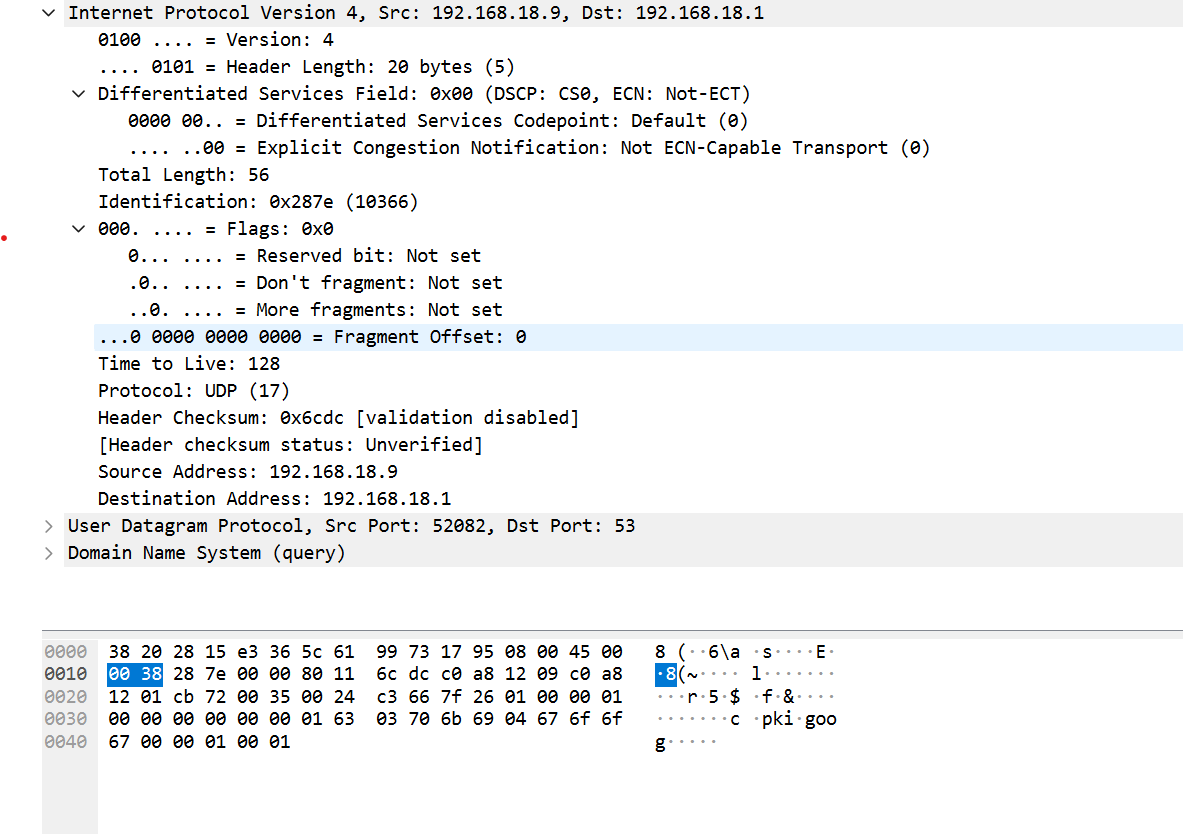 Internet Protocol Version 4, Src: 192.168.18.9, Dst: 192.168.18.1
0100 .... = Version: 4
.... 0101 = Header Length: 20 bytes (5)
Differentiated Services Field: 0x00 (DSCP: CS0, ECN: Not-ECT)
0000 00.. = Differentiated Services Codepoint: Default (0)
.... ..00 = Explicit Congestion Notification: Not ECN-Capable Transport (0)
Total Length: 56
Identification: 0x287e (10366)
000. .... = Flags: 0x0
0... .... = Reserved bit: Not set
.0.. .... = Don't fragment: Not set
..0. .... = More fragments: Not set
...0 0000 0000 0000 = Fragment Offset: 0
Time to Live: 128
Protocol: UDP (17)
Header Checksum: 0x6cdc [validation disabled]
[Header checksum status: Unverified]
Source Address: 192.168.18.9
Destination Address: 192.168.18.1
User Datagram Protocol, Src Port: 52082, Dst Port: 53
Domain Name System (query)
0000 38 20 28 15 e3 36 5c 61 99 73 17 95 08 00 45 00 8 (··6\a ·s····E·
0010 00 38 28 7e 00 00 80 11 6c dc c0 a8 12 09 c0 a8 ·8(~···· l·······
0020 12 01 cb 72 00 35 00 24 c3 66 7f 26 01 00 00 01 ···r·5·$ ·f·&····
0030 00 00 00 00 00 00 01 63 03 70 6b 69 04 67 6f 6f ·······c ·pki·goo
0040 67 00 00 01 00 01 g·····